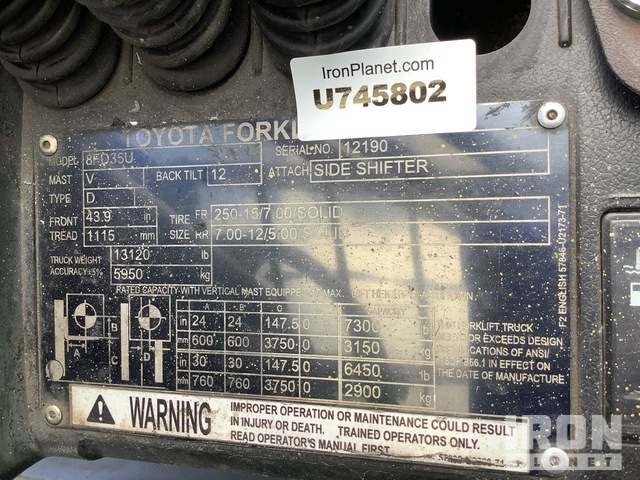 IronPlanet.com
U745802
TOYOTA FORKL
MODEL 8FD35U SERIAL NO. 12190
MAST V BACK TILT 12 ATTACH. SIDE SHIFTER
TYPE D
FRONT TREAD 43.9 in 1115 mm
TIRE SIZE FR 250-15/7.00/SOLID
RR 7.00-12/5.00/SOLID
TRUCK WEIGHT 13120 lb
ACCURACY ±5% 5950 kg
RATED CAPACITY WITH VERTICAL MAST EQUIPPED
A B C CAPACITY
in 24 24 147.5 0 7300 lb
mm 600 600 3750 0 3150 kg
in 30 30 147.5 0 6450 lb
mm 760 760 3750 0 2900 kg
A B C D
FORKLIFT TRUCK
OR EXCEEDS DESIGN
OF ANSI/
IN EFFECT ON
THE DATE OF MANUFACTURE
F2 ENGLISH 57846-U2173-71
WARNING
IMPROPER OPERATION OR MAINTENANCE COULD RESULT
IN INJURY OR DEATH. TRAINED OPERATORS ONLY.
READ OPERATOR'S MANUAL FIRST.
IRON
PLANET